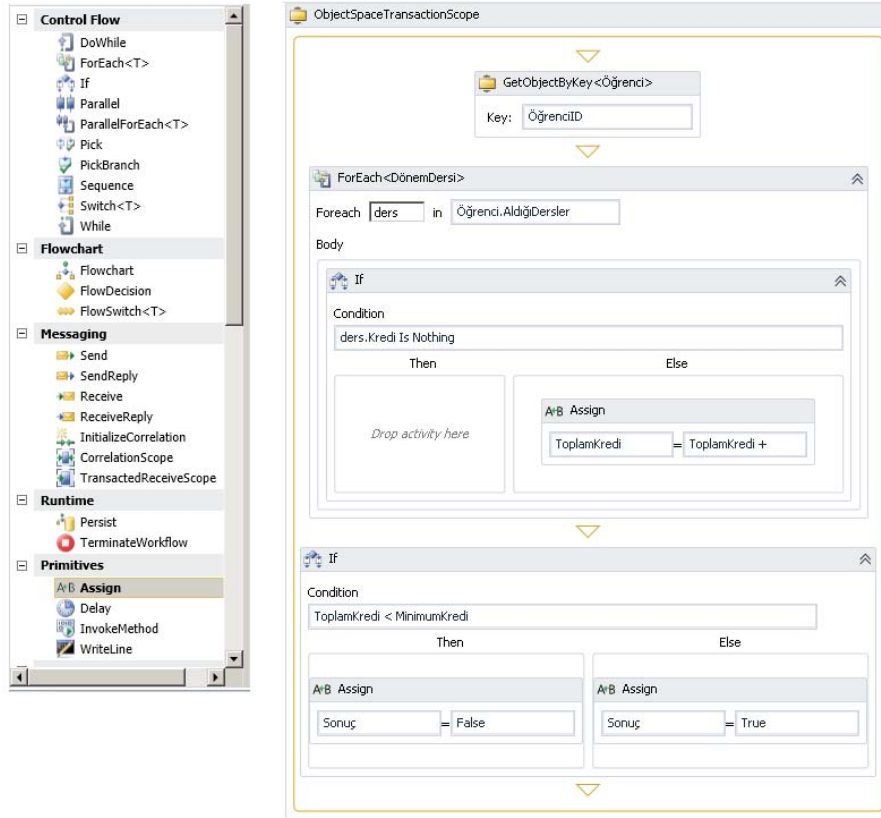 Control Flow
DoWhile
ForEach<T>
If
Parallel
ParallelForEach<T>
Pick
PickBranch
Sequence
Switch<T>
While
Flowchart
Flowchart
FlowDecision
FlowSwitch<T>
Messaging
Send
SendReply
Receive
ReceiveReply
InitializeCorrelation
CorrelationScope
TransactedReceiveScope
Runtime
Persist
TerminateWorkflow
Primitives
A+B Assign
Delay
InvokeMethod
WriteLine
ObjectSpaceTransactionScope
GetObjectByKey<Öğrenci>
Key: ÖğrenciID
ForEach<DönemDersi>
Foreach ders in Öğrenci.AldığıDersler
Body
If
Condition
ders.Kredi Is Nothing
Then Else
Drop activity here
A+B Assign
ToplamKredi = ToplamKredi +
If
Condition
ToplamKredi < MinimumKredi
Then Else
A+B Assign A+B Assign
Sonuç = False Sonuç = True